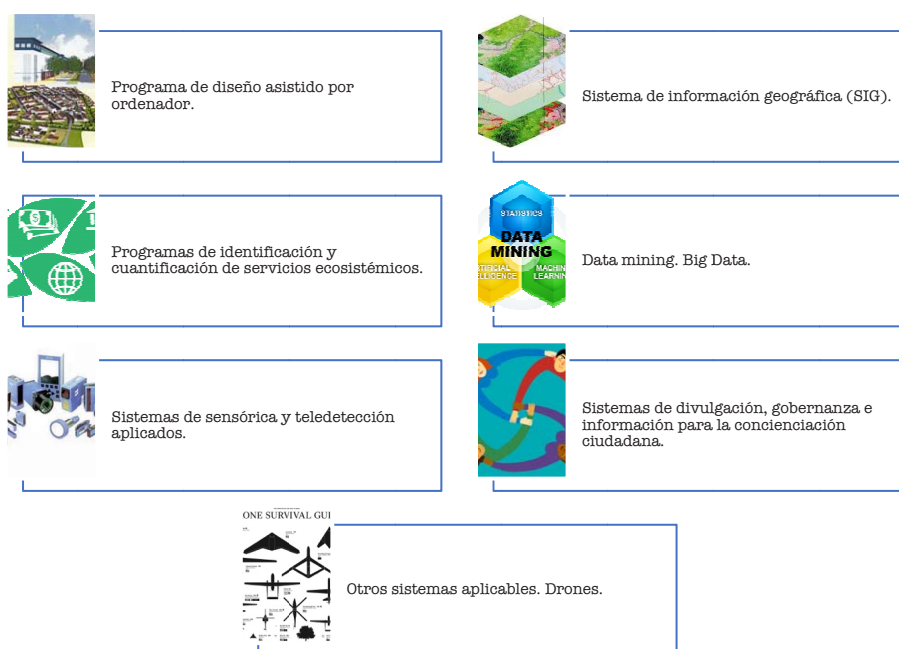 Programa de diseño asistido por
ordenador.
Sistema de información geográfica (SIG).
Programas de identificación y
cuantificación de servicios ecosistémicos.
STATISTICS
DATA
MINING
MACHIN
LEARNIN
Data mining. Big Data.
Sistemas de sensórica y teledetección
aplicados.
Sistemas de divulgación, gobernanza e
información para la concienciación
ciudadana.
ONE SURVIVAL GUI
Otros sistemas aplicables. Drones.